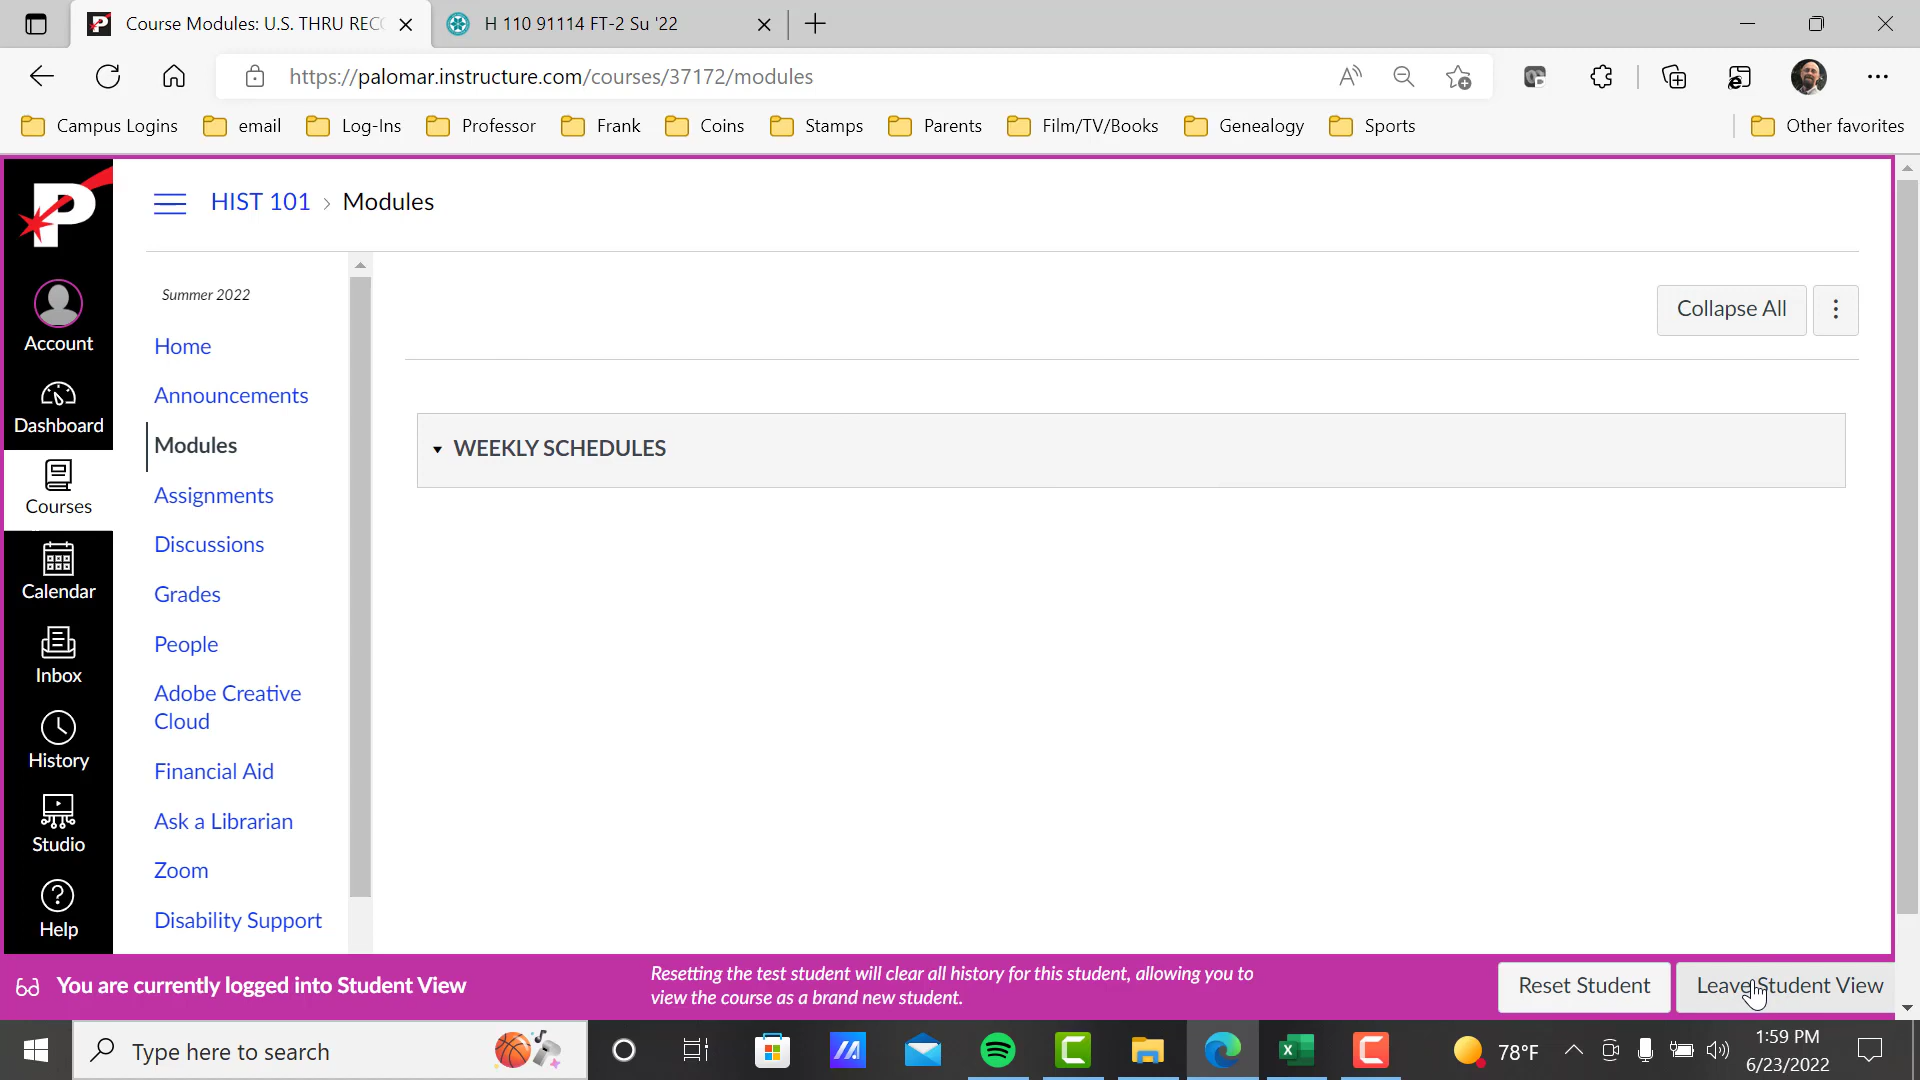 Course Modules: U.S. THRU REC
H 110 91114 FT-2 Su '22
https://palomar.instructure.com/courses/37172/modules
Campus Logins
email
Log-Ins
Professor
Frank
Coins
Stamps
Parents
Film/TV/Books
Genealogy
Sports
Other favorites
HIST 101 › Modules
Account
Dashboard
Courses
Calendar
Inbox
History
Studio
Help
Summer 2022
Home
Announcements
Modules
Assignments
Discussions
Grades
People
Adobe Creative
Cloud
Financial Aid
Ask a Librarian
Zoom
Disability Support
Collapse All
WEEKLY SCHEDULES
You are currently logged into Student View
Resetting the test student will clear all history for this student, allowing you to
view the course as a brand new student.
Reset Student
Leave Student View
Type here to search
78°F
1:59 PM
6/23/2022